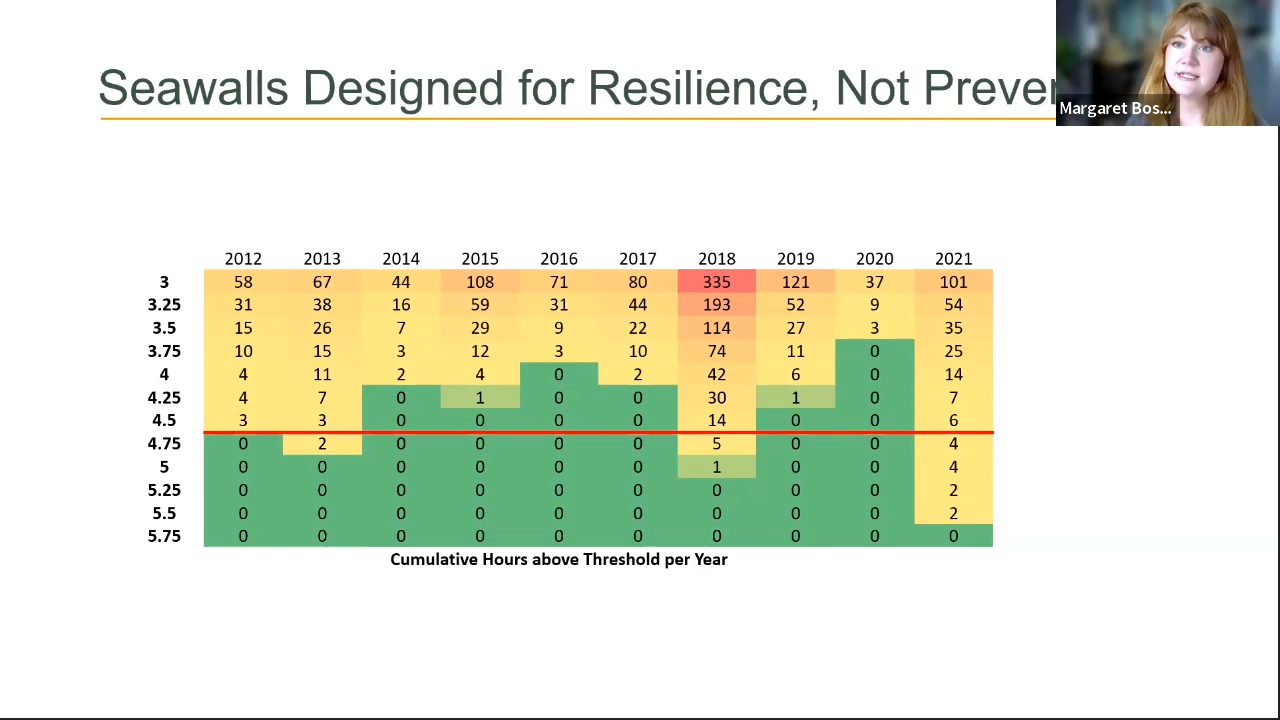 Seawalls Designed for Resilience, Not
Margaret Bos...
2012 2013 2014 2015 2016 2017 2018 2019 2020 2021
3 58 67 44 108 71 80 335 121 37 101
3.25 31 38 16 59 31 44 193 52 9 54
3.5 15 26 7 29 9 22 114 27 3 35
3.75 10 15 3 12 3 10 74 11 0 25
4 4 11 2 4 0 2 42 6 0 14
4.25 4 7 0 1 0 0 30 1 0 7
4.5 3 3 0 0 0 0 14 0 0 6
4.75 0 2 0 0 0 0 5 0 0 4
5 0 0 0 0 0 0 1 0 0 4
5.25 0 0 0 0 0 0 0 0 0 2
5.5 0 0 0 0 0 0 0 0 0 2
5.75 0 0 0 0 0 0 0 0 0 0
Cumulative Hours above Threshold per Year